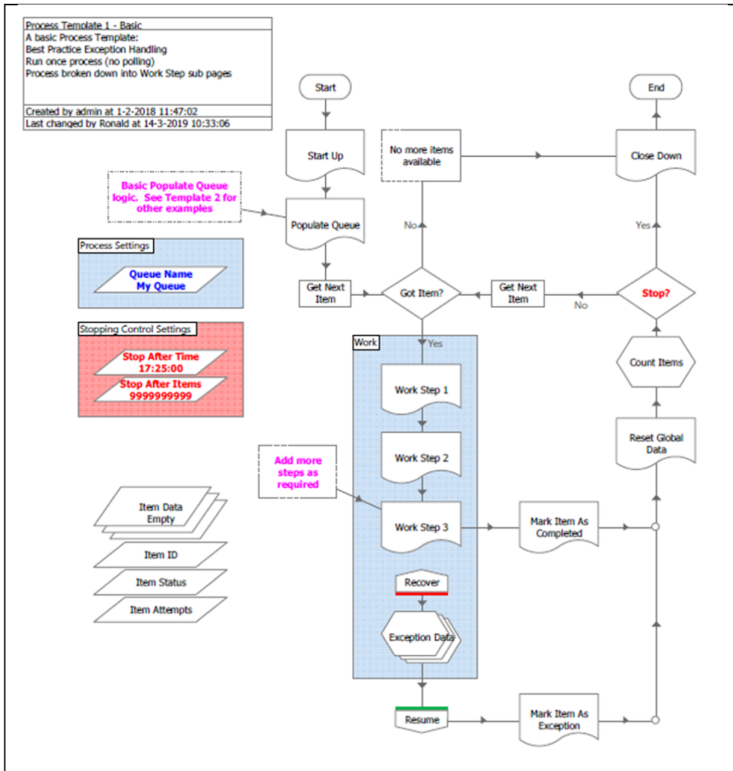 Process Template 1 - Basic
A basic Process Template:
Best Practice Exception Handling
Run once process (no polling)
Process broken down into Work Step sub pages
Created by admin at 1-2-2018 11:47:02
Last changed by Ronald at 14-3-2019 10:33:06
Start
End
Start Up
No more items
available
Close Down
Basic Populate Queue
logic. See Template 2 for
other examples
Populate Queue
No
Yes
Process Settings
Queue Name
My Queue
Get Next
Item
Got Item?
Get Next
Item
No
Stop?
Stopping Control Settings
Stop After Time
17:25:00
Stop After Items
9999999999
Work
Yes
Count Items
Work Step 1
Reset Global
Data
Work Step 2
Add more
steps as
required
Work Step 3
Mark Item As
Completed
Item Data
Empty
Item ID
Item Status
Item Attempts
Recover
Exception Data
Resume
Mark Item As
Exception